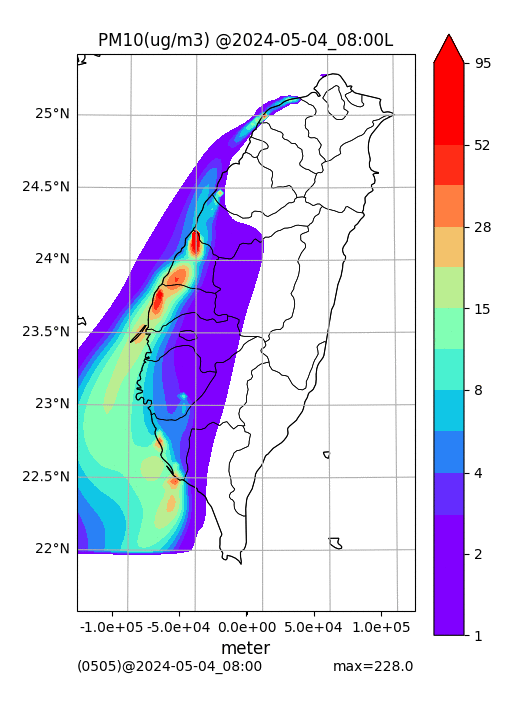 PM10(ug/m3) @2024-05-04_08:00L
95
52
28
15
8
4
2
1
25°N
24.5°N
24°N
23.5°N
23°N
22.5°N
22°N
-1.0e+05 -5.0e+04 0.0e+00 5.0e+04 1.0e+05
meter
(0505)@2024-05-04_08:00 max=228.0